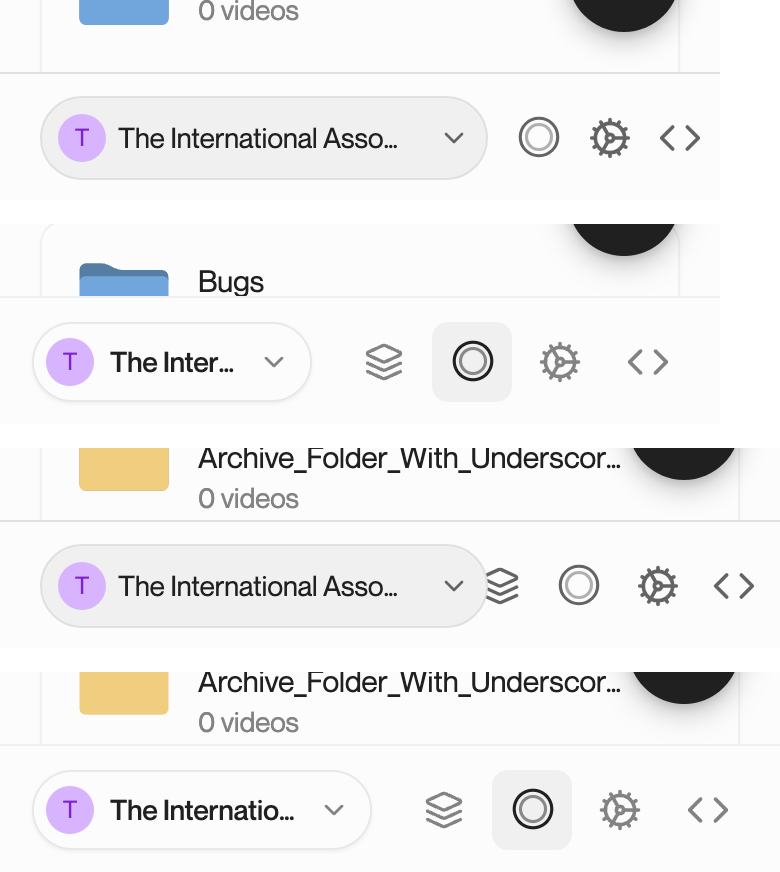 0 videos
T The International Asso...
Bugs
T The Inter...
Archive_Folder_With_Underscor...
0 videos
T The International Asso...
Archive_Folder_With_Underscor...
0 videos
T The Internatio...